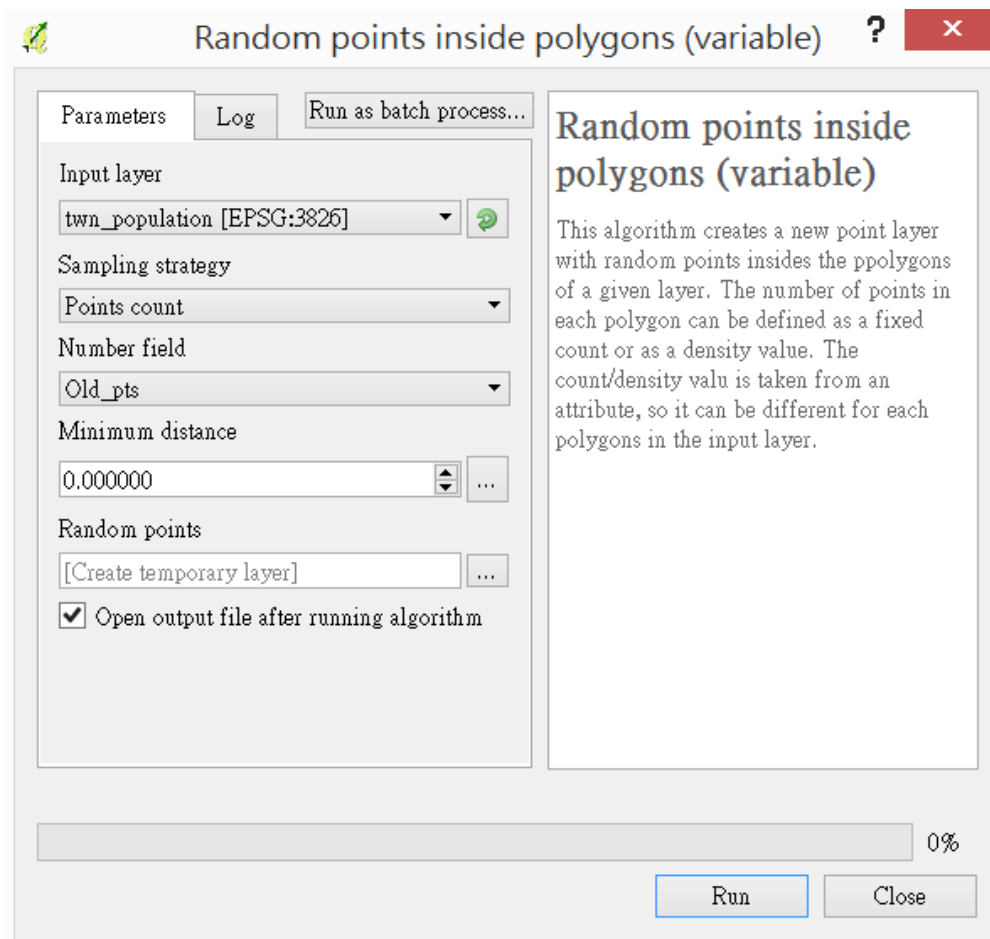 Random points inside polygons (variable)
?
×
Parameters
Log
Run as batch process...
Input layer
twn_population [EPSG:3826]
Sampling strategy
Points count
Number field
Old_pts
Minimum distance
0.000000
...
Random points
[Create temporary layer]
...
Open output file after running algorithm
Random points inside
polygons (variable)
This algorithm creates a new point layer
with random points insides the ppolygons
of a given layer. The number of points in
each polygon can be defined as a fixed
count or as a density value. The
count/density valu is taken from an
attribute, so it can be different for each
polygons in the input layer.
0%
Run
Close